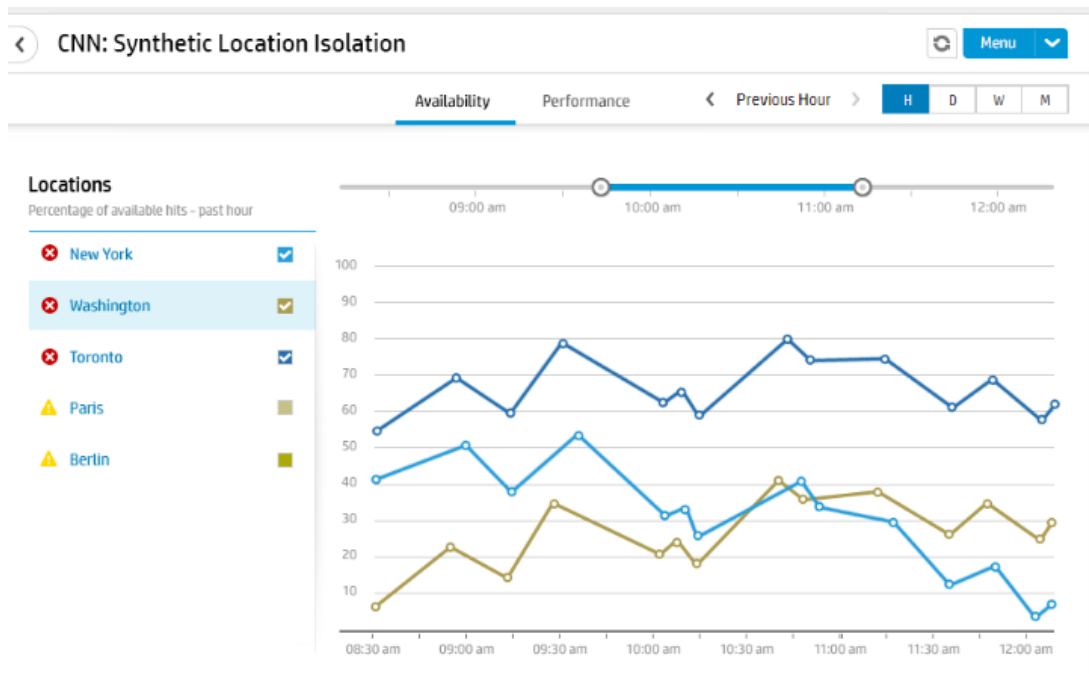 CNN: Synthetic Location Isolation
Menu
Availability
Performance
Previous Hour
H
D
W
M
Locations
Percentage of available hits - past hour
09:00 am
10:00 am
11:00 am
12:00 am
New York
Washington
Toronto
Paris
Berlin
100
90
80
70
60
50
40
30
20
10
08:30 am
09:00 am
09:30 am
10:00 am
10:30 am
11:00 am
11:30 am
12:00 am